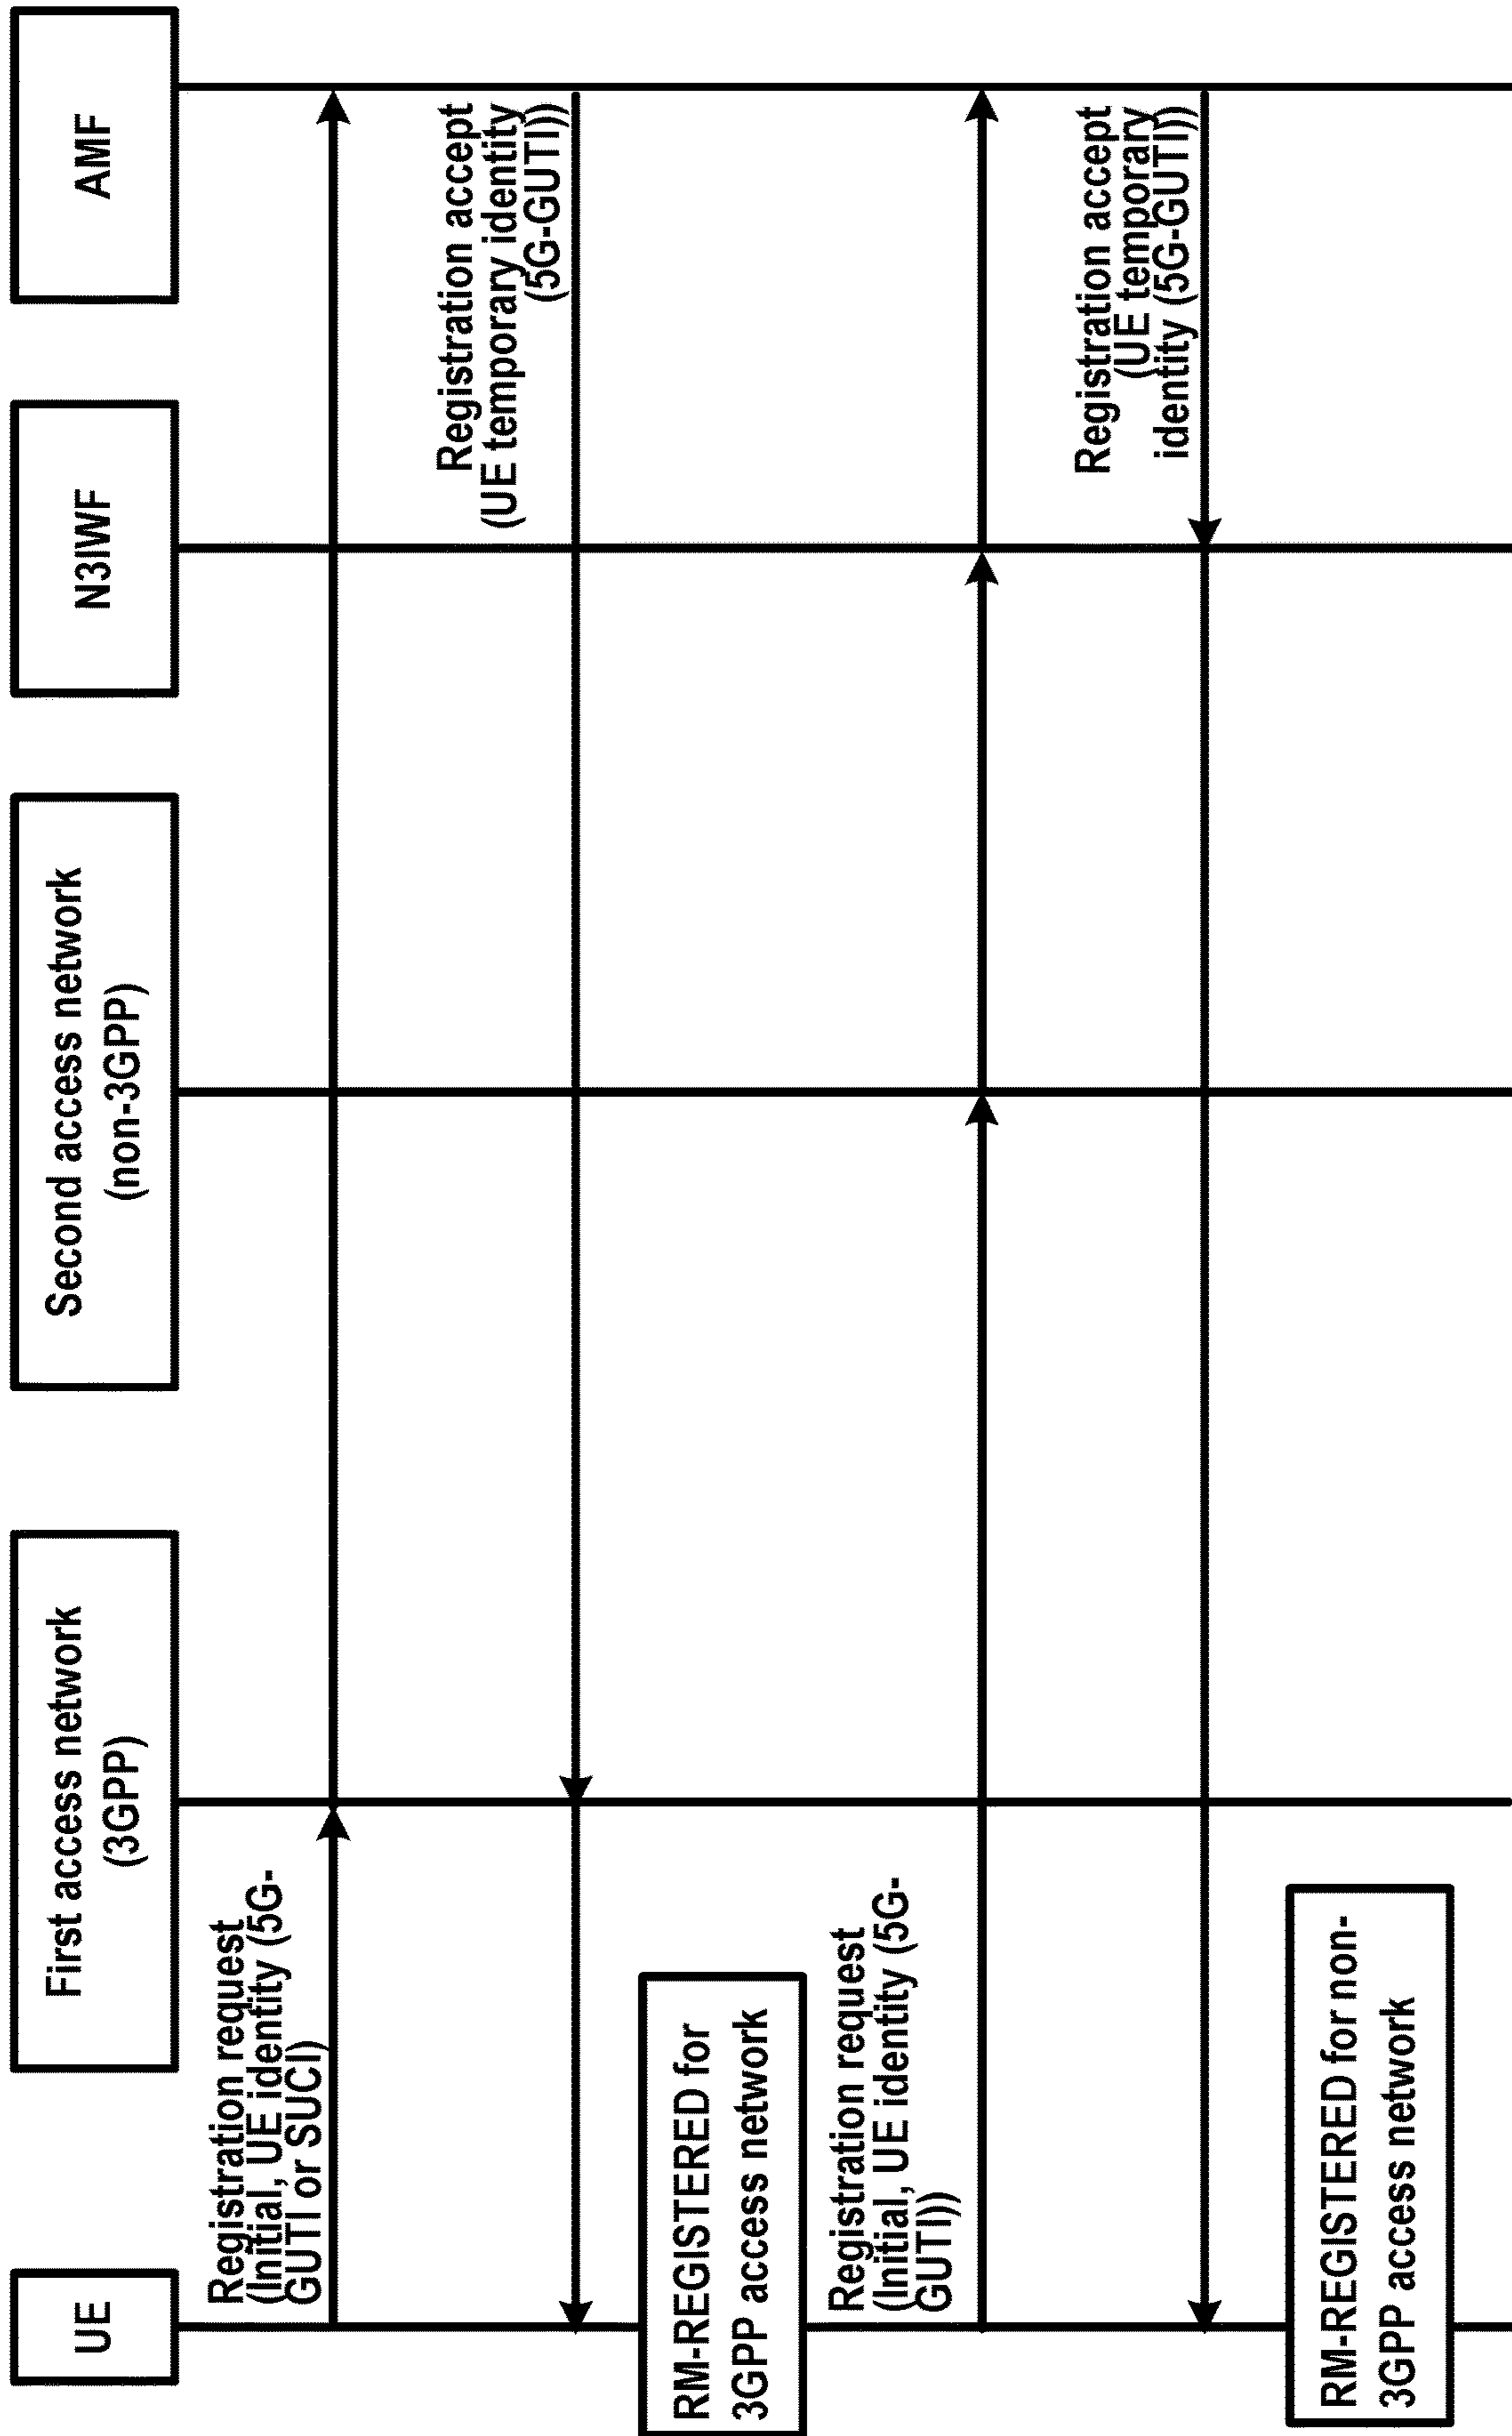 UE
First access network
(3GPP)
Second access network
(non-3GPP)
N3IWF
AMF
Registration request
(Initial, UE identity (5G-
GUTI or SUCI)
Registration accept
(UE temporary identity
(5G-GUTI))
RM-REGISTERED for
3GPP access network
Registration request
(Initial, UE identity (5G-
GUTI))
Registration accept
(UE temporary
identity (5G-GUTI))
RM-REGISTERED for non-
3GPP access network